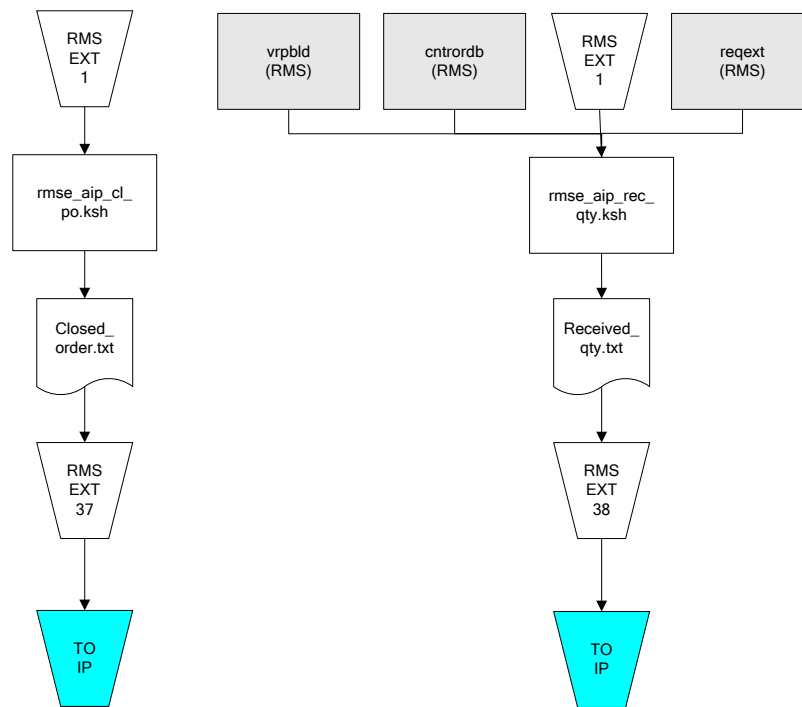 RMS
EXT
1
rmse_aip_cl_
po.ksh
Closed_
order.txt
RMS
EXT
37
TO
IP
vrpbld
(RMS)
cntrordb
(RMS)
RMS
EXT
1
reqext
(RMS)
rmse_aip_rec_
qty.ksh
Received_
qty.txt
RMS
EXT
38
TO
IP